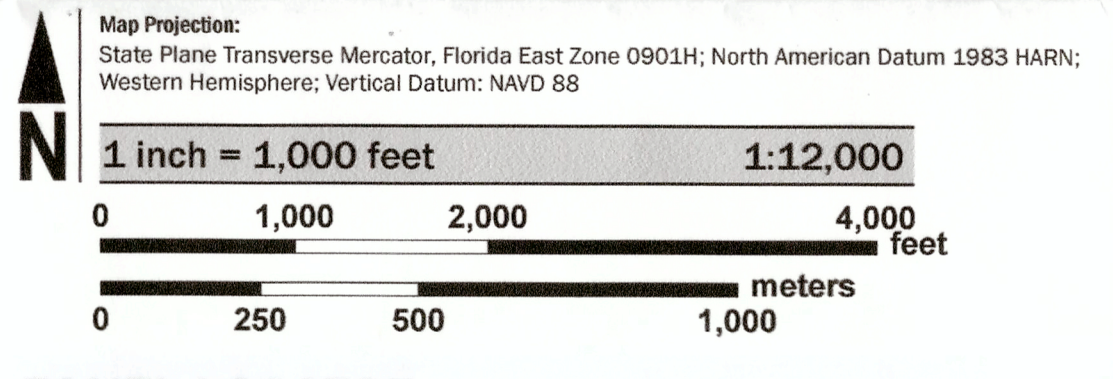 Map Projection:
State Plane Transverse Mercator, Florida East Zone 0901H; North American Datum 1983 HARN;
Western Hemisphere; Vertical Datum: NAVD 88
N
1 inch = 1,000 feet 1:12,000
0 1,000 2,000 4,000
feet
meters
0 250 500 1,000